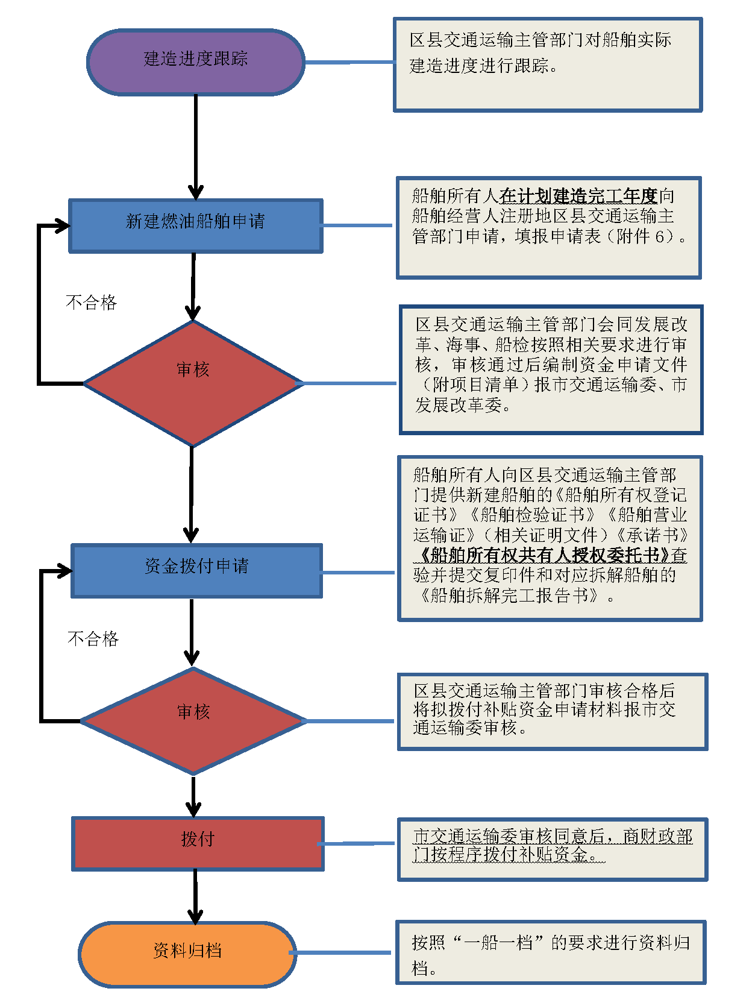 建造进度跟踪
区县交通运输主管部门对船舶实际
建造进度进行跟踪。
新建燃油船舶申请
船舶所有人在计划建造完工年度向
船舶经营人注册地区县交通运输主
管部门申请，填报申请表（附件6）。
不合格
审核
区县交通运输主管部门会同发展改
革、海事、船检按照相关要求进行审
核，审核通过后编制资金申请文件
（附项目清单）报市交通运输委、市
发展改革委。
资金拨付申请
船舶所有人向区县交通运输主管部
门提供新建船舶的《船舶所有权登记
证书》《船舶检验证书》《船舶营业
运输证》（相关证明文件）《承诺书》
《船舶所有权共有人授权委托书》查
验并提交复印件和对应拆解船舶的
《船舶拆解完工报告书》。
不合格
审核
区县交通运输主管部门审核合格后
将拟拨付补贴资金申请材料报市交
通运输委审核。
拨付
市交通运输委审核同意后，商财政部
门按程序拨付补贴资金。
资料归档
按照“一船一档”的要求进行资料归
档。